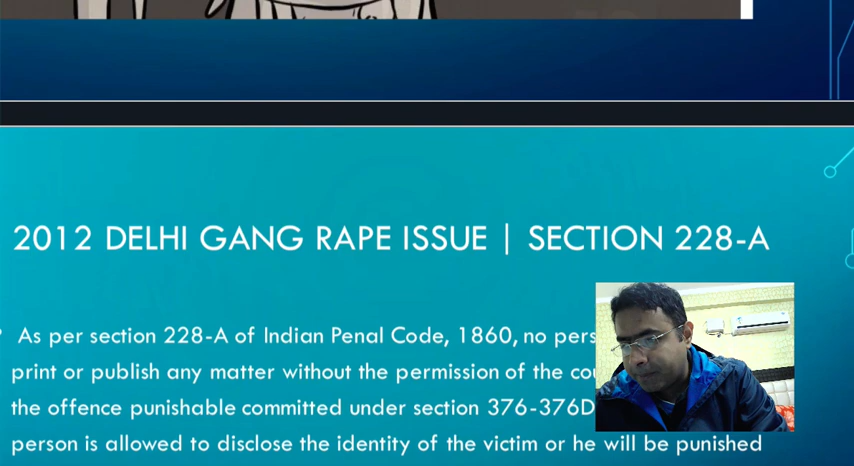 2012 DELHI GANG RAPE ISSUE | SECTION 228-A
As per section 228-A of Indian Penal Code, 1860, no
print or publish any matter without the permission of the
the offence punishable committed under section 376-376D
person is allowed to disclose the identity of the victim or he will be punished